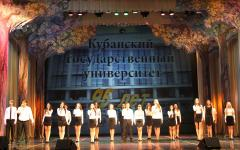 Кубанский
государственный
университет